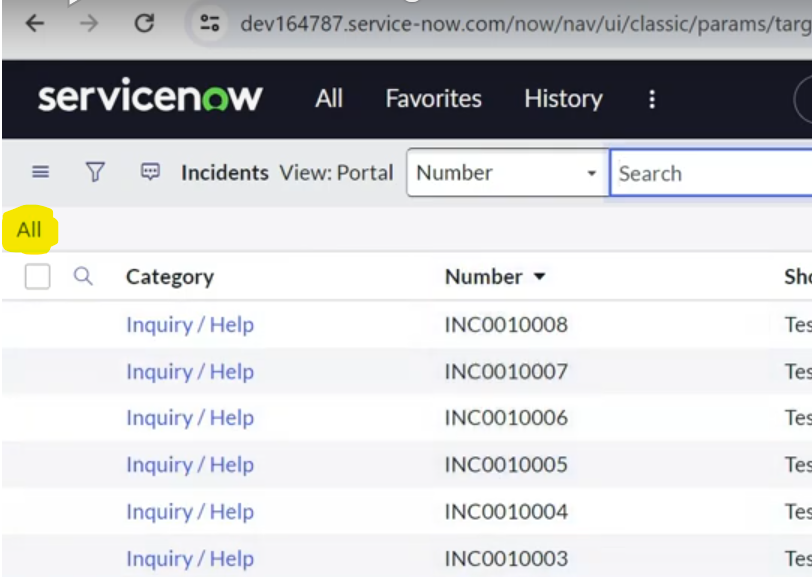 dev164787.service-now.com/now/nav/ui/classic/params/targ
servicenow All Favorites History
Incidents View: Portal Number Search
All
Category Number Sho
Inquiry / Help INC0010008 Tes
Inquiry / Help INC0010007 Tes
Inquiry / Help INC0010006 Tes
Inquiry / Help INC0010005 Tes
Inquiry / Help INC0010004 Tes
Inquiry / Help INC0010003 Tes